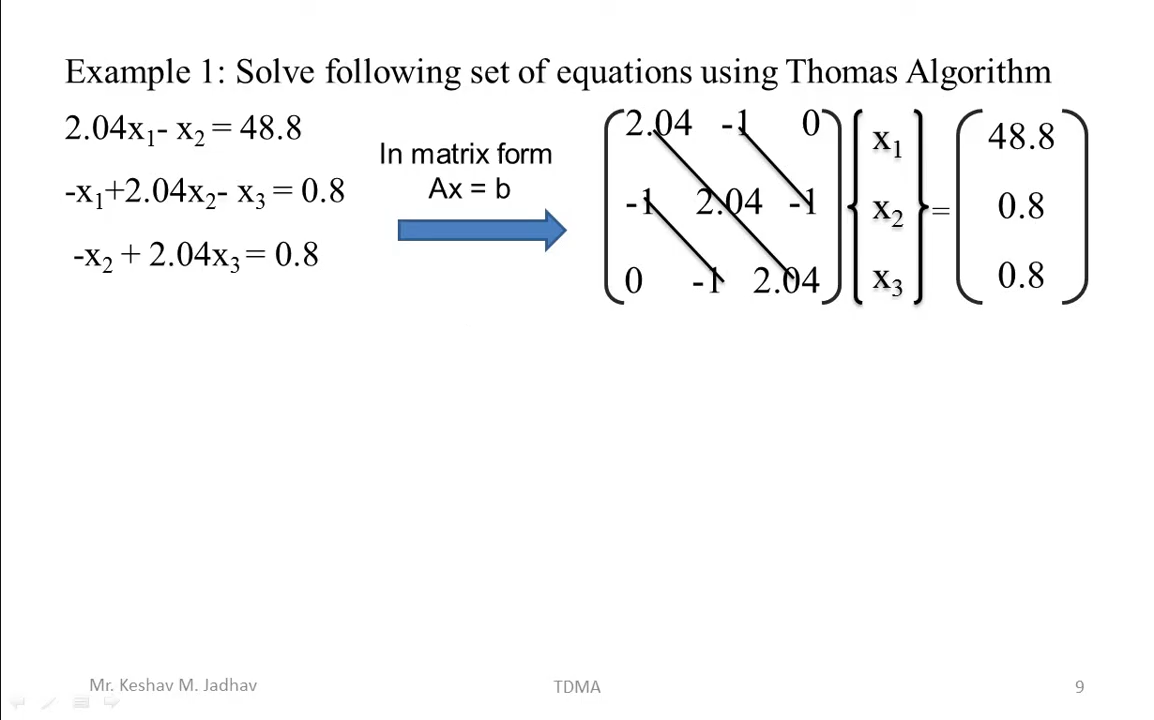 Example 1: Solve following set of equations using Thomas Algorithm
2.04x₁- x₂ = 48.8
-x₁+2.04x₂- x₃ = 0.8
-x₂ + 2.04x₃ = 0.8
In matrix form
Ax = b
2.04 -1 0 x₁ 48.8
-1 2.04 -1 x₂ = 0.8
0 -1 2.04 x₃ 0.8
Mr. Keshav M. Jadhav TDMA 9